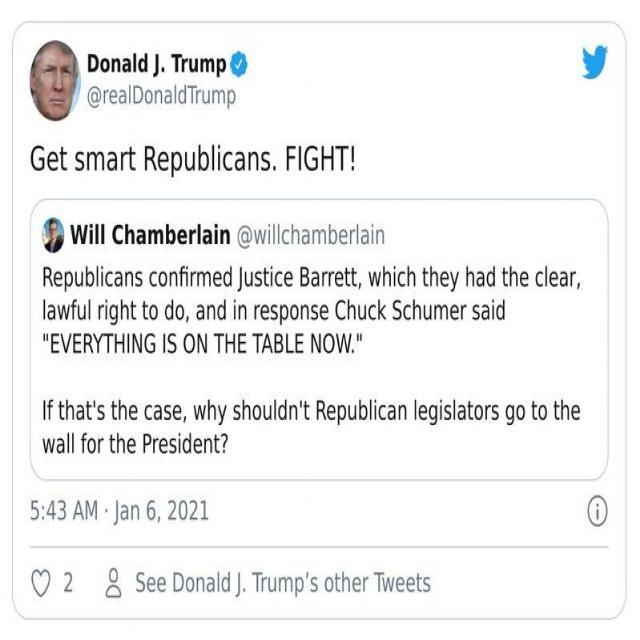 Donald J. Trump
@realDonaldTrump
Get smart Republicans. FIGHT!
Will Chamberlain @willchamberlain
Republicans confirmed Justice Barrett, which they had the clear,
lawful right to do, and in response Chuck Schumer said
"EVERYTHING IS ON THE TABLE NOW."
If that's the case, why shouldn't Republican legislators go to the
wall for the President?
5:43 AM · Jan 6, 2021
2 See Donald J. Trump’s other Tweets